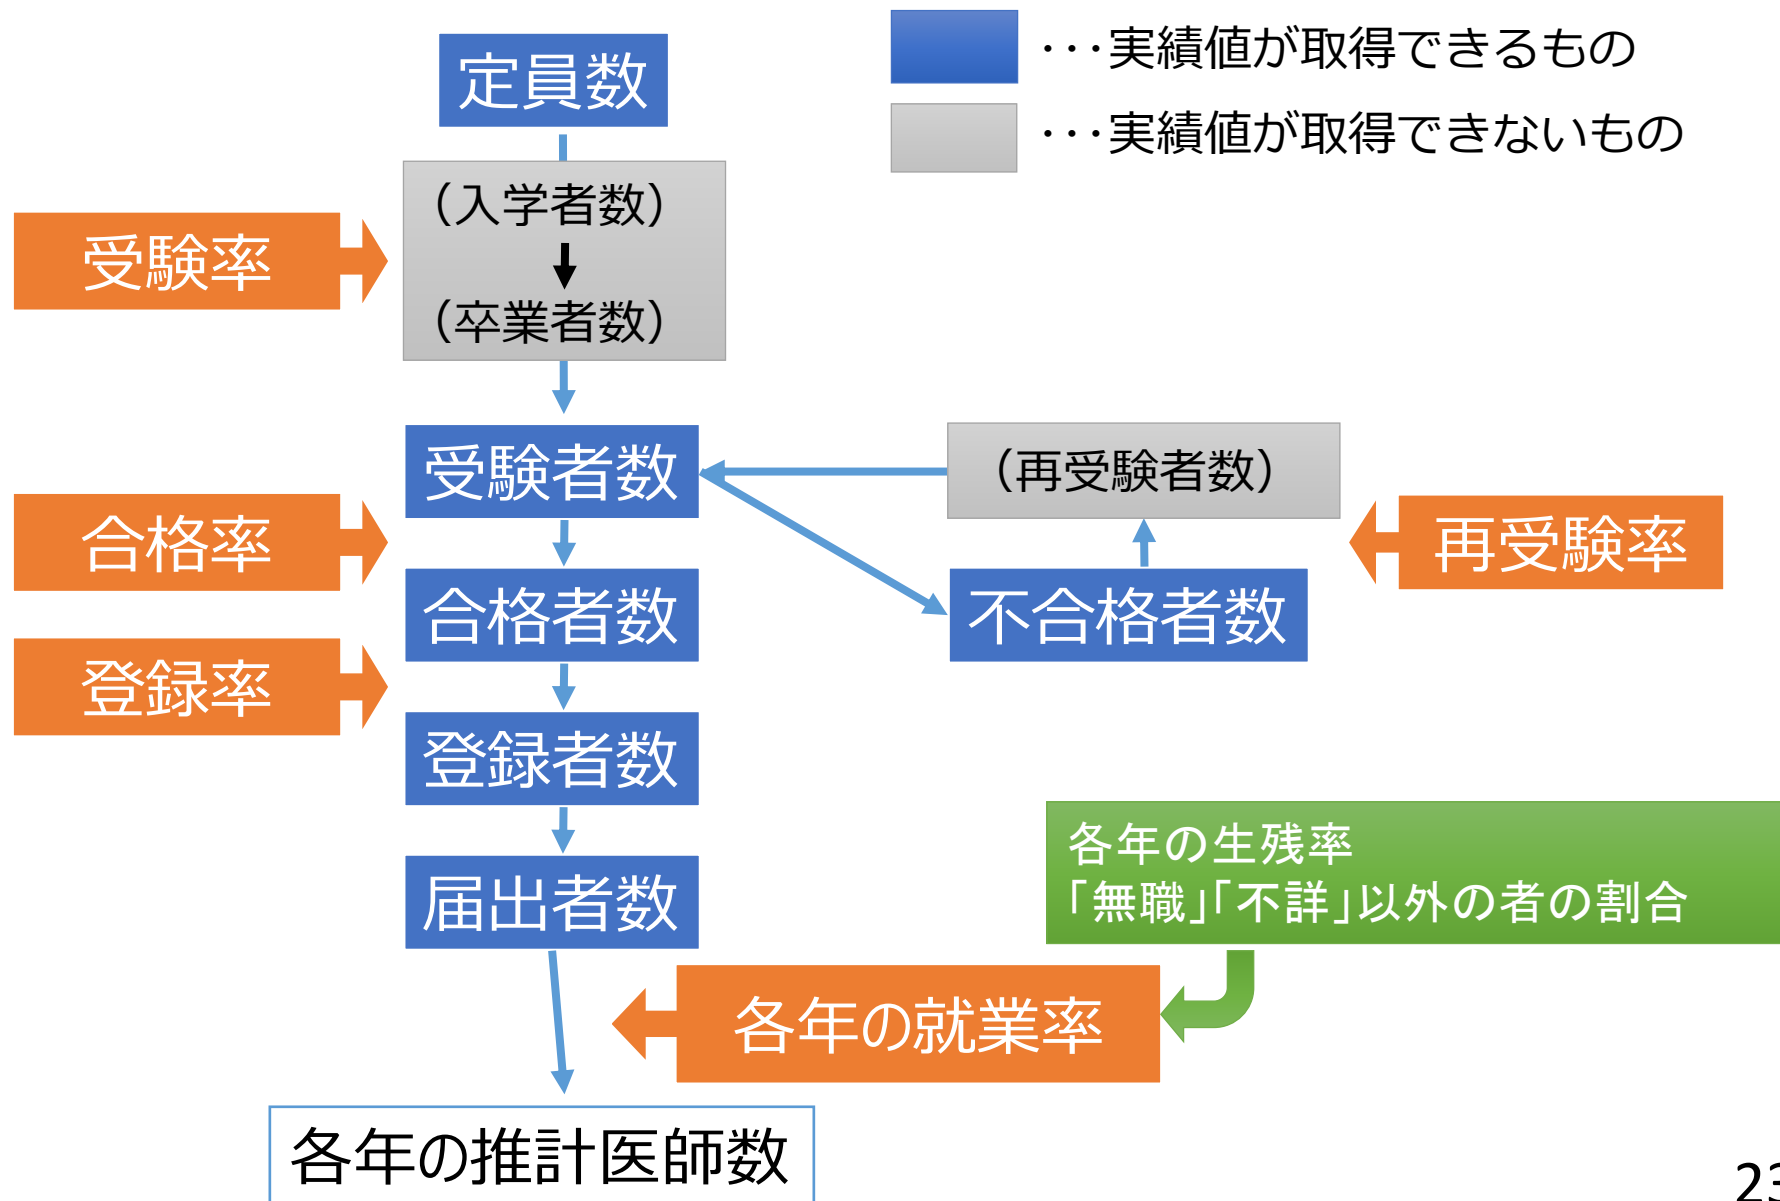 定員数
･･･実績値が取得できるもの
･･･実績値が取得できないもの
（入学者数）
受験率
（卒業者数）
受験者数
（再受験者数）
合格率
再受験率
合格者数
不合格者数
登録率
登録者数
各年の生残率
「無職」「不詳」以外の者の割合
届出者数
各年の就業率
各年の推計医師数
23